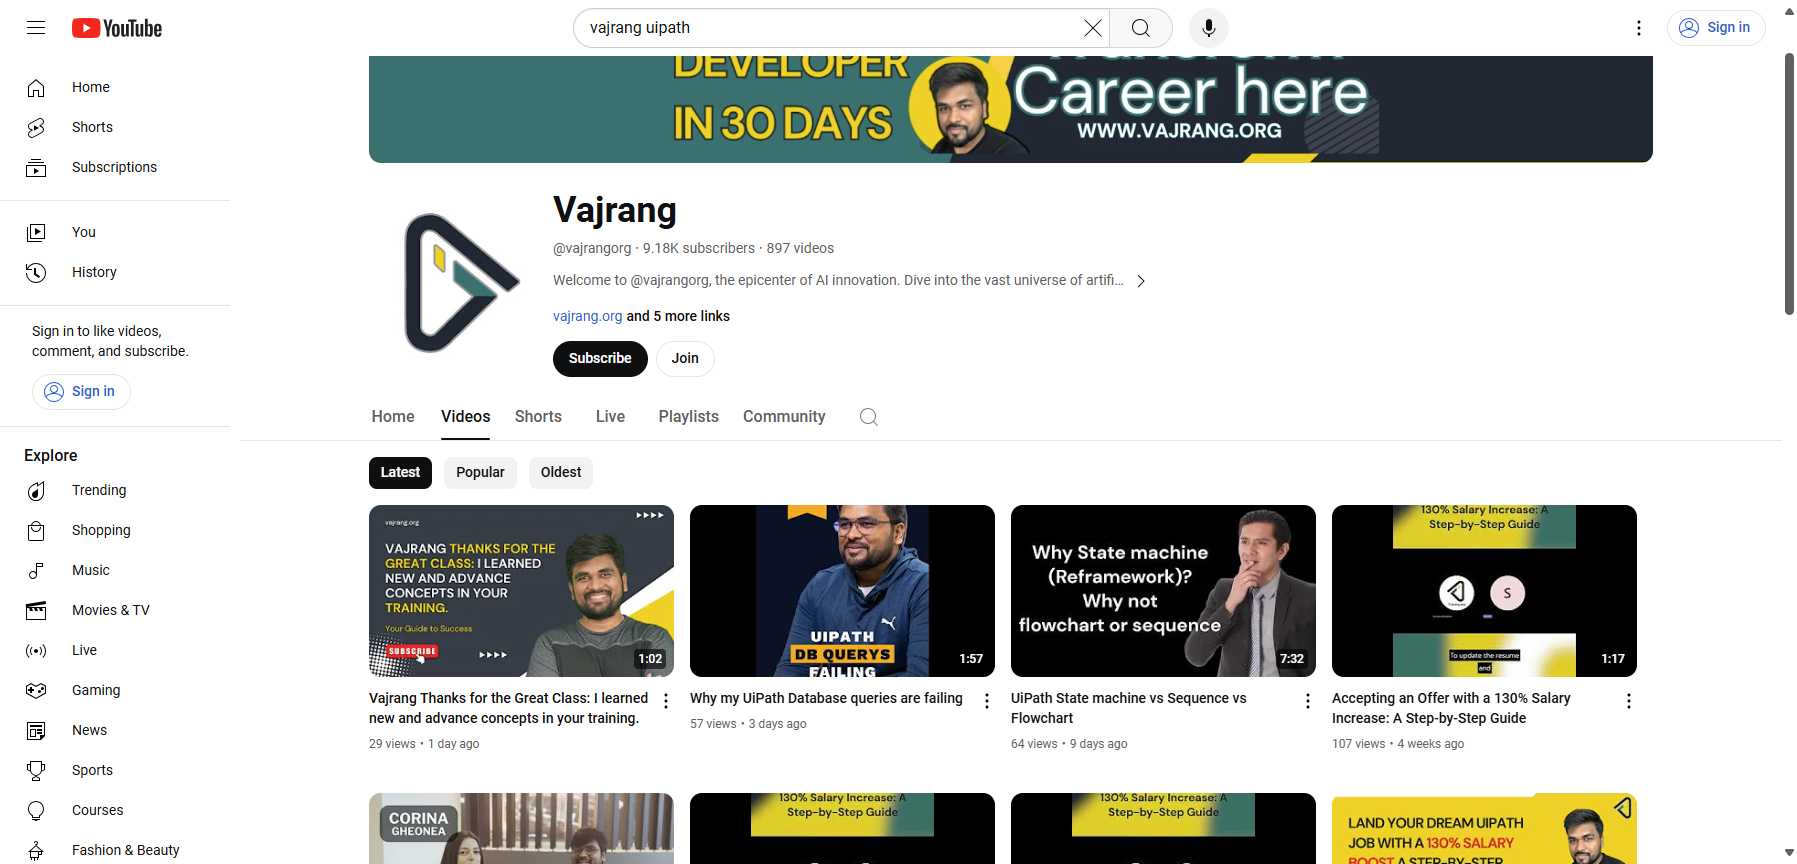 YouTube
vajrang uipath
Sign in
Home
Shorts
Subscriptions
You
History
Sign in to like videos,
comment, and subscribe.
Sign in
Explore
Trending
Shopping
Music
Movies & TV
Live
Gaming
News
Sports
Courses
Fashion & Beauty
DEVELOPER
IN 30 DAYS
Transform
Career here
WWW.VAJRANG.ORG
Vajrang
@vajrangorg · 9.18K subscribers · 897 videos
Welcome to @vajrangorg, the epicenter of AI innovation. Dive into the vast universe of artifi...
vajrang.org and 5 more links
Subscribe
Join
Home
Videos
Shorts
Live
Playlists
Community
Latest
Popular
Oldest
vajrang.org
VAJRANG THANKS FOR THE
GREAT CLASS: I LEARNED
NEW AND ADVANCE
CONCEPTS IN YOUR
TRAINING.
Your Guide to Success
SUBSCRIBE
1:02
Vajrang Thanks for the Great Class: I learned
new and advance concepts in your training.
29 views • 1 day ago
UIPATH
DB QUERYS
FAILING
1:57
Why my UiPath Database queries are failing
57 views • 3 days ago
Why State machine
(Reframework)?
Why not
flowchart or sequence
7:32
UiPath State machine vs Sequence vs
Flowchart
64 views • 9 days ago
130% Salary Increase: A
Step-by-Step Guide
S
To update the resume
and
1:17
Accepting an Offer with a 130% Salary
Increase: A Step-by-Step Guide
107 views • 4 weeks ago
CORINA
GHEONEA
130% Salary Increase: A
Step-by-Step Guide
130% Salary Increase: A
Step-by-Step Guide
LAND YOUR DREAM UIPATH
JOB WITH A 130% SALARY
BOOST A STEP-BY-STEP